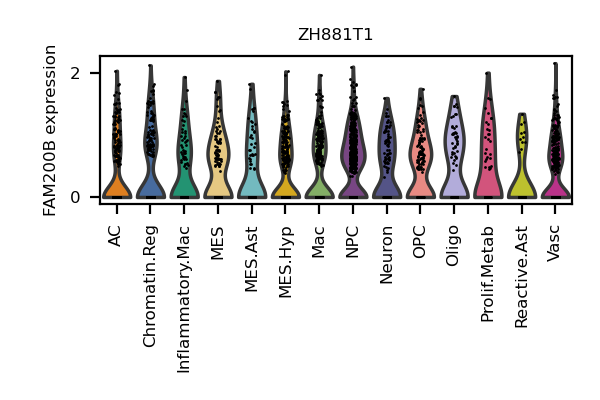 ZH881T1
FAM200B expression
2
0
AC
Chromatin.Reg
Inflammatory.Mac
MES
MES.Ast
MES.Hyp
Mac
NPC
Neuron
OPC
Oligo
Prolif.Metab
Reactive.Ast
Vasc